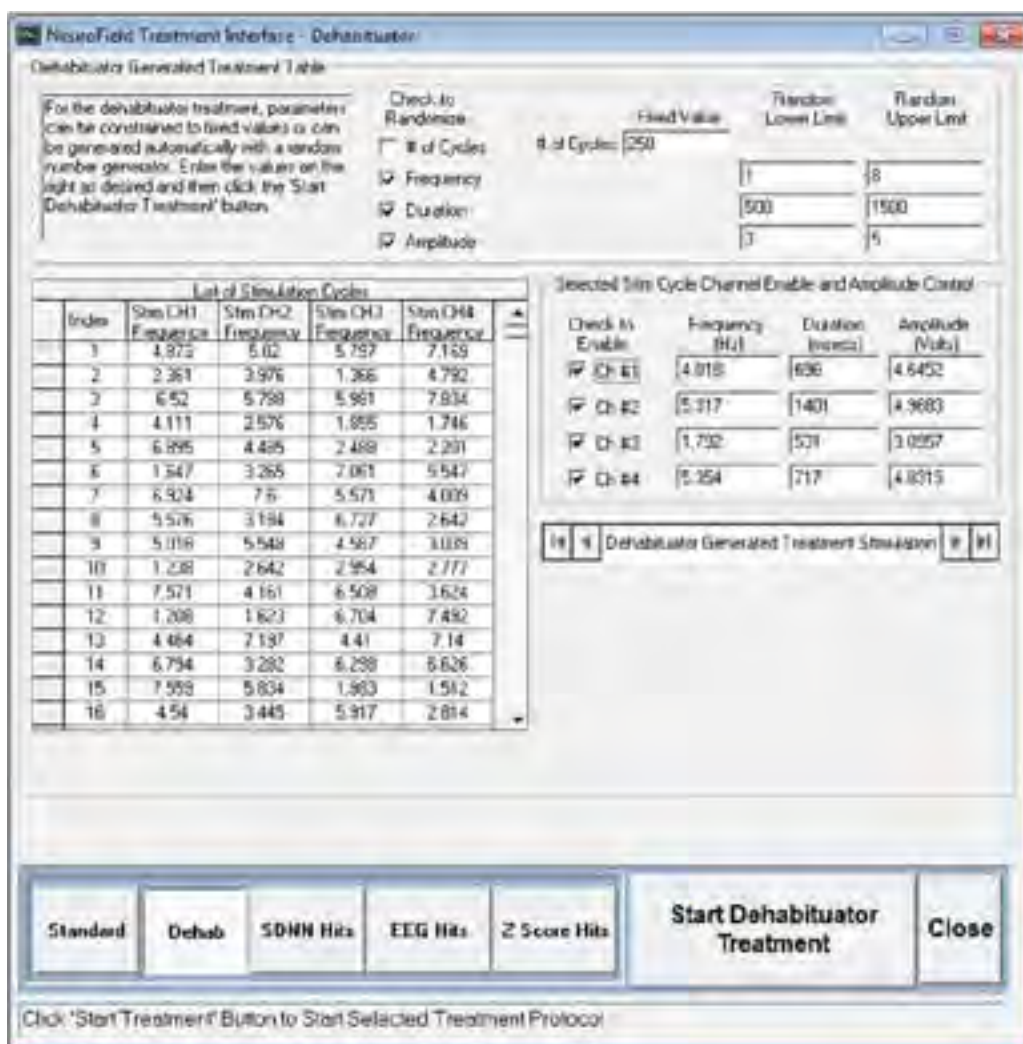 NeuroField Treatment Interface - Dehabituator
Dehabituator Generated Treatment Table
For the dehabituator treatment, parameters
can be constrained to fixed values or can
be generated automatically with a random
number generator. Enter the values on the
right as desired and then click the 'Start
Dehabituator Treatment' button.
Check to
Randomize
# of Cycles
Frequency
Duration
Amplitude
Fixed Value
# of Cycles: 250
Random
Lower Limit
Random
Upper Limit
1 8
500 1500
3 5
List of Stimulation Cycles
Index Stim CH1 Frequency Stim CH2 Frequency Stim CH3 Frequency Stim CH4 Frequency
1 4.873 5.02 5.797 7.169
2 2.361 3.976 1.366 4.792
3 6.52 5.798 5.981 7.834
4 4.111 2.576 1.895 1.746
5 6.895 4.485 2.488 2.201
6 1.647 3.265 7.061 5.547
7 6.924 7.6 5.571 4.009
8 5.576 3.194 6.727 2.642
9 5.018 5.548 4.587 3.039
10 1.238 2.642 2.954 2.777
11 7.571 4.161 6.508 3.624
12 1.208 1.623 6.704 7.492
13 4.464 7.197 4.41 7.14
14 6.794 3.282 6.298 6.626
15 7.559 5.834 1.983 1.512
16 4.54 3.445 5.917 2.814
Selected Stim Cycle Channel Enable and Amplitude Control
Check to
Enable
Frequency
(Hz)
Duration
(msecs)
Amplitude
(Volts)
Ch #1 4.818 696 4.6452
Ch #2 5.317 1401 4.9683
Ch #3 1.792 531 3.0957
Ch #4 5.354 717 4.8315
Dehabituator Generated Treatment Stimulation
Standard
Dehab
SDNN Hits
EEG Hits
Z Score Hits
Start Dehabituator
Treatment
Close
Click 'Start Treatment' Button to Start Selected Treatment Protocol